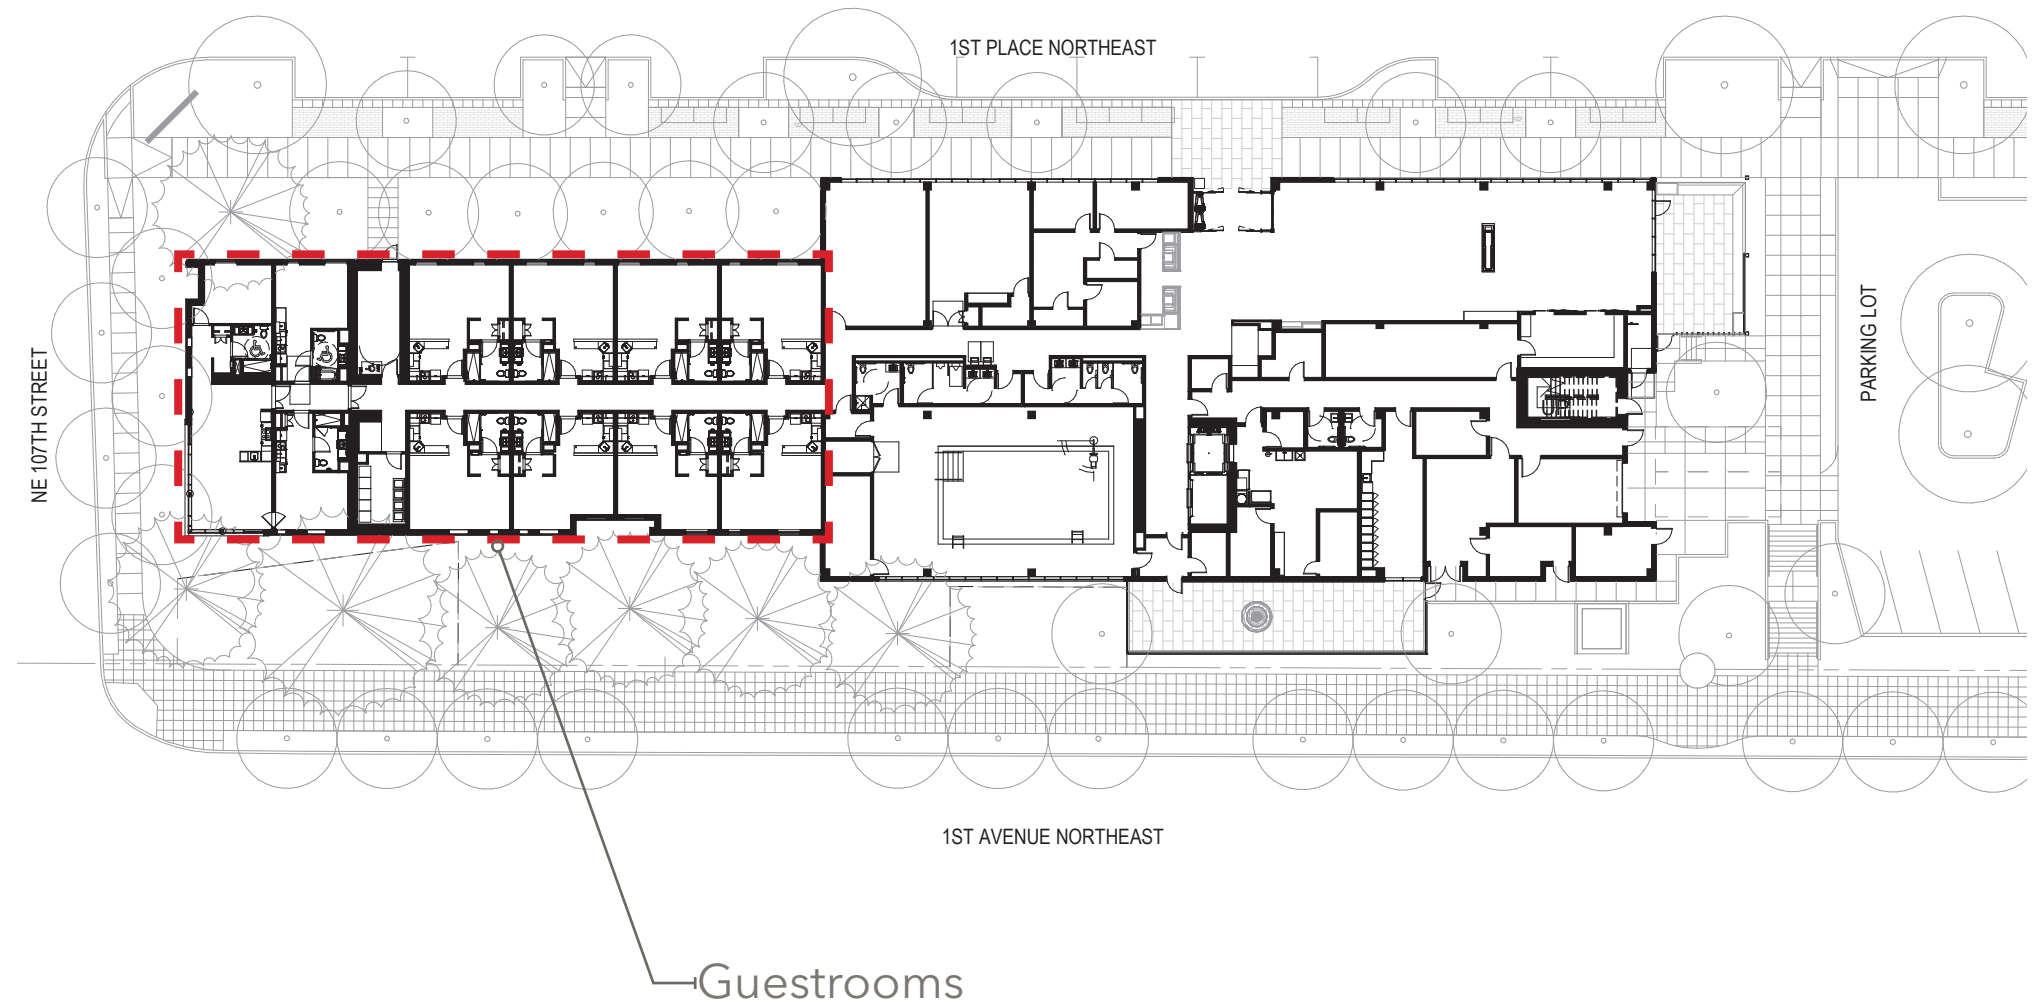 1ST PLACE NORTHEAST
NE 107TH STREET
PARKING LOT
1ST AVENUE NORTHEAST
Guestrooms